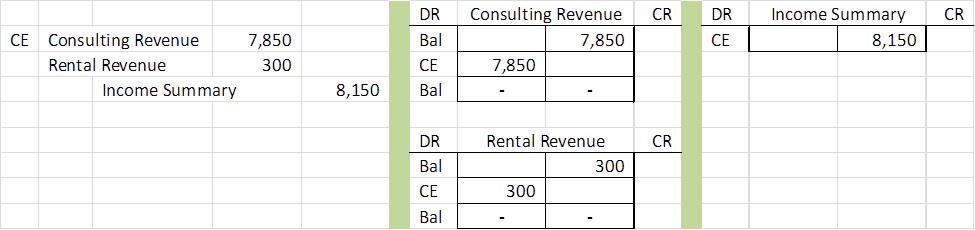 DR Consulting Revenue CR DR Income Summary CR
CE Consulting Revenue 7,850 Bal 7,850 CE 8,150
Rental Revenue 300 CE 7,850
Income Summary 8,150 Bal - -
DR Rental Revenue CR
Bal 300
CE 300
Bal - -